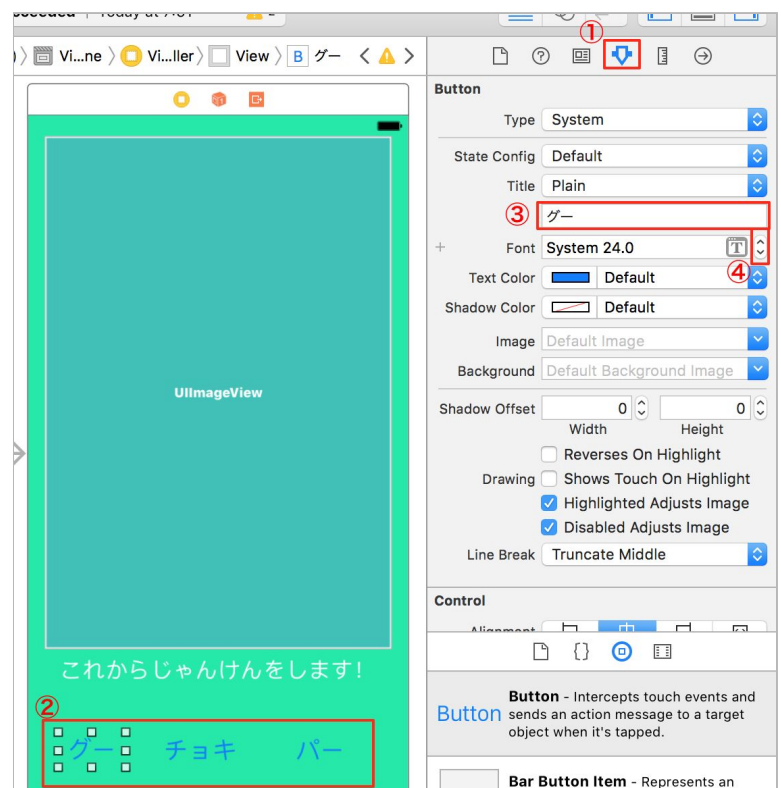 Today at 7:51
2
Vi...ne 〉 Vi...ller 〉 View 〉 B グー
①
Button
Type System
State Config Default
Title Plain
③ グー
Font System 24.0 T
④
Text Color Default
Shadow Color Default
Image Default Image
Background Default Background Image
Shadow Offset 0 0
Width Height
Reverses On Highlight
Drawing Shows Touch On Highlight
Highlighted Adjusts Image
Disabled Adjusts Image
Line Break Truncate Middle
Control
Alignment
{}
Button Button - Intercepts touch events and
sends an action message to a target
object when it's tapped.
Bar Button Item - Represents an
UIImageView
これからじゃんけんをします!
②
グー チョキ パー